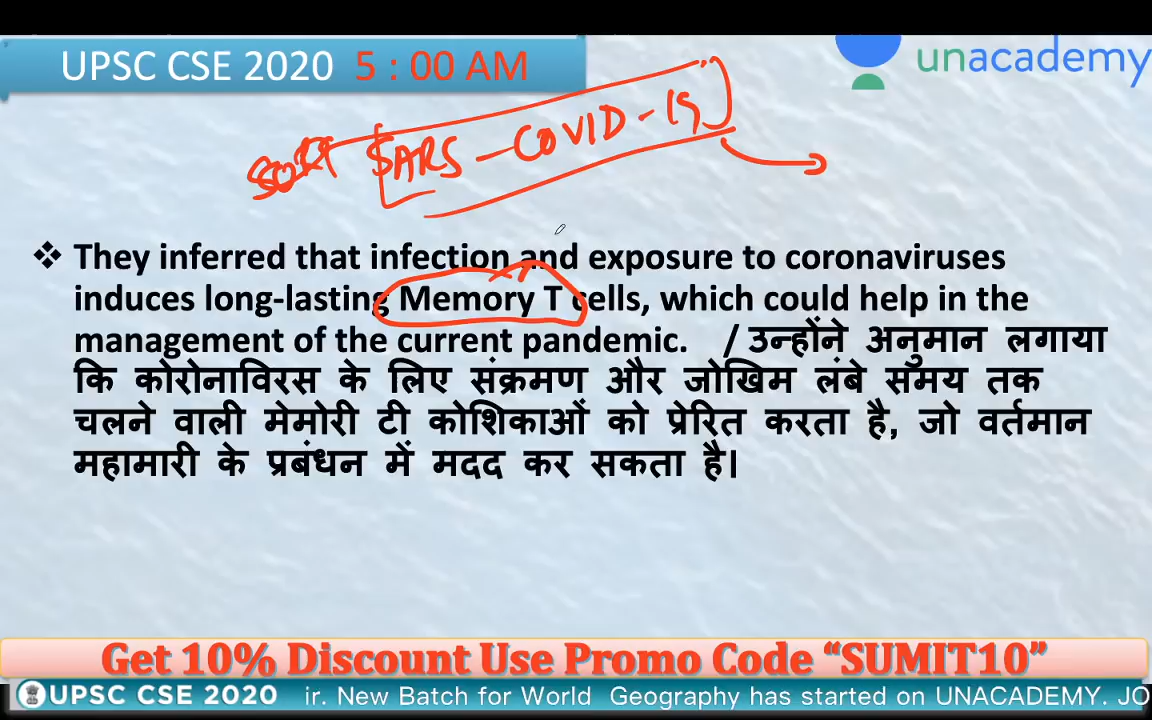 UPSC CSE 2020 5 : 00 AM
unacademy
SARS - COVID - 19
❖ They inferred that infection and exposure to coronaviruses
induces long-lasting Memory T cells, which could help in the
management of the current pandemic. / उन्होंने अनुमान लगाया
कि कोरोनाविरस के लिए संक्रमण और जोखिम लंबे समय तक
चलने वाली मेमोरी टी कोशिकाओं को प्रेरित करता है, जो वर्तमान
महामारी के प्रबंधन में मदद कर सकता है।
Get 10% Discount Use Promo Code “SUMIT10”
UPSC CSE 2020 ir. New Batch for World Geography has started on UNACADEMY. JO